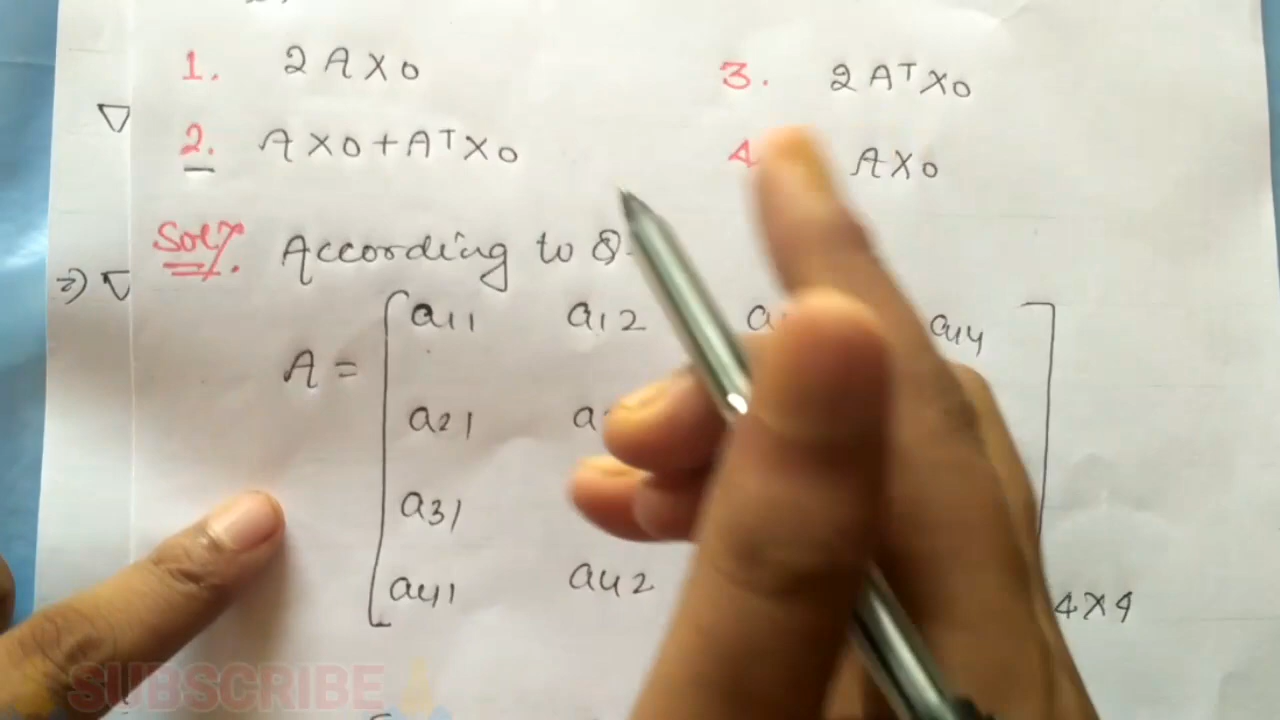 1. 2AX0
3. 2AᵀX0
2. AX0+AᵀX0
4 AX0
Solⁿ. According to Q.
a11 a12 a14
A =
a21
a31
a41 a42
4X4
SUBSCRIBE